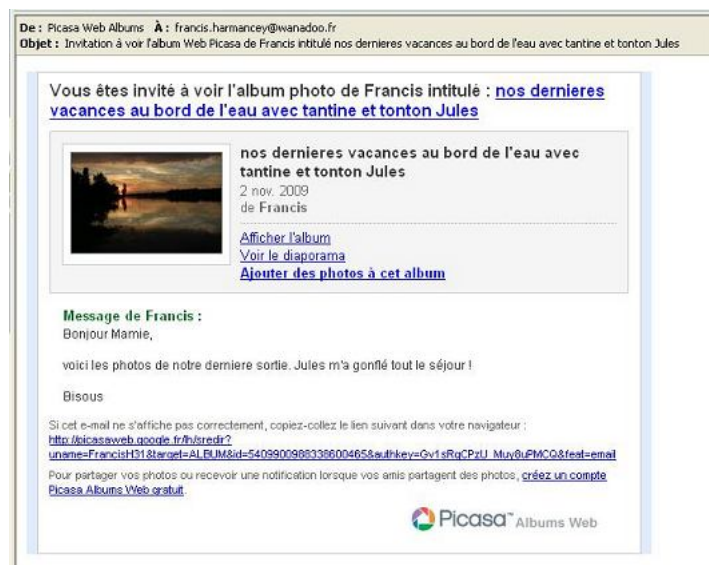 De : Picasa Web Albums À : francis.harmancey@wanadoo.fr
Objet : Invitation à voir l'album Web Picasa de Francis intitulé nos dernieres vacances au bord de l'eau avec tantine et tonton Jules
Vous êtes invité à voir l'album photo de Francis intitulé : nos dernieres
vacances au bord de l'eau avec tantine et tonton Jules
nos dernieres vacances au bord de l'eau avec
tantine et tonton Jules
2 nov. 2009
de Francis
Afficher l'album
Voir le diaporama
Ajouter des photos à cet album
Message de Francis :
Bonjour Mamie,
voici les photos de notre derniere sortie. Jules m'a gonflé tout le séjour !
Bisous
Si cet e-mail ne s'affiche pas correctement, copiez-collez le lien suivant dans votre navigateur :
http://picasaweb.google.fr/lh/sredir?
uname=FrancisH31&target=ALBUM&id=5409900988338600465&authkey=Gv1sRgCPzU_Muy8uPMCQ&feat=email
Pour partager vos photos ou recevoir une notification lorsque vos amis partagent des photos, créez un compte
Picasa Albums Web gratuit.
Picasa™ Albums Web